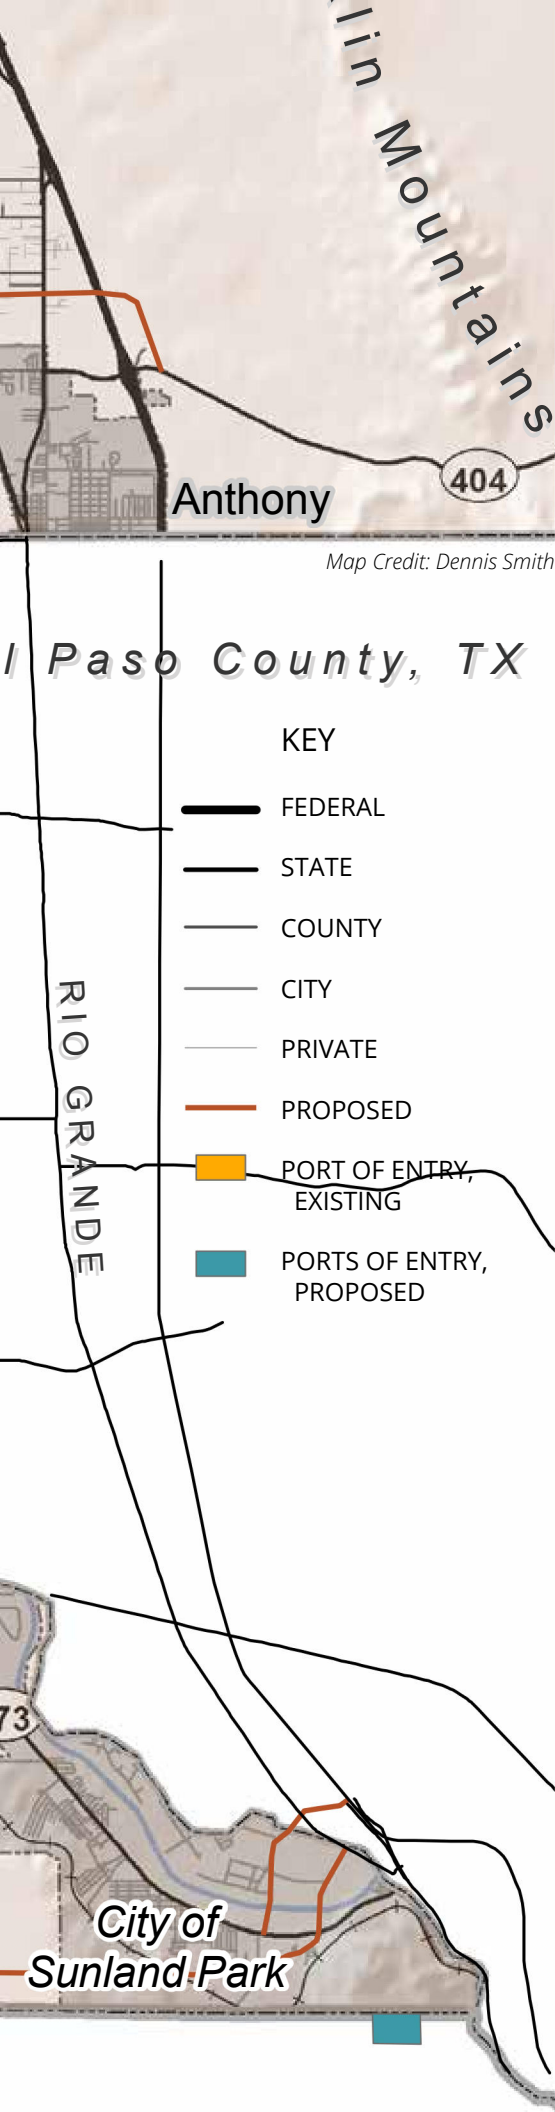 lin Mountains
404
Anthony
Map Credit: Dennis Smith
l Paso County, TX
KEY
FEDERAL
STATE
COUNTY
CITY
RIO GRANDE
PRIVATE
PROPOSED
PORT OF ENTRY,
EXISTING
PORTS OF ENTRY,
PROPOSED
73
City of
Sunland Park